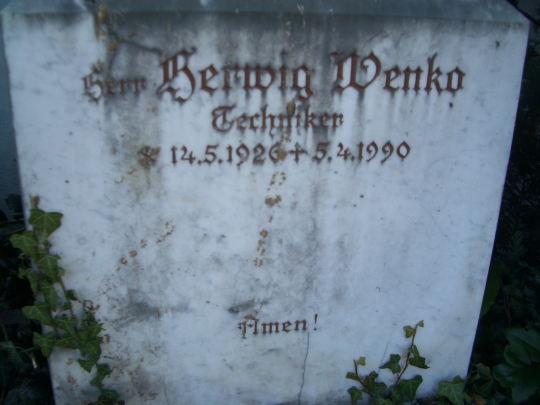 Herr Herwig Wenko
Techniker
* 14.5.1926 + 5.4.1990
Amen!